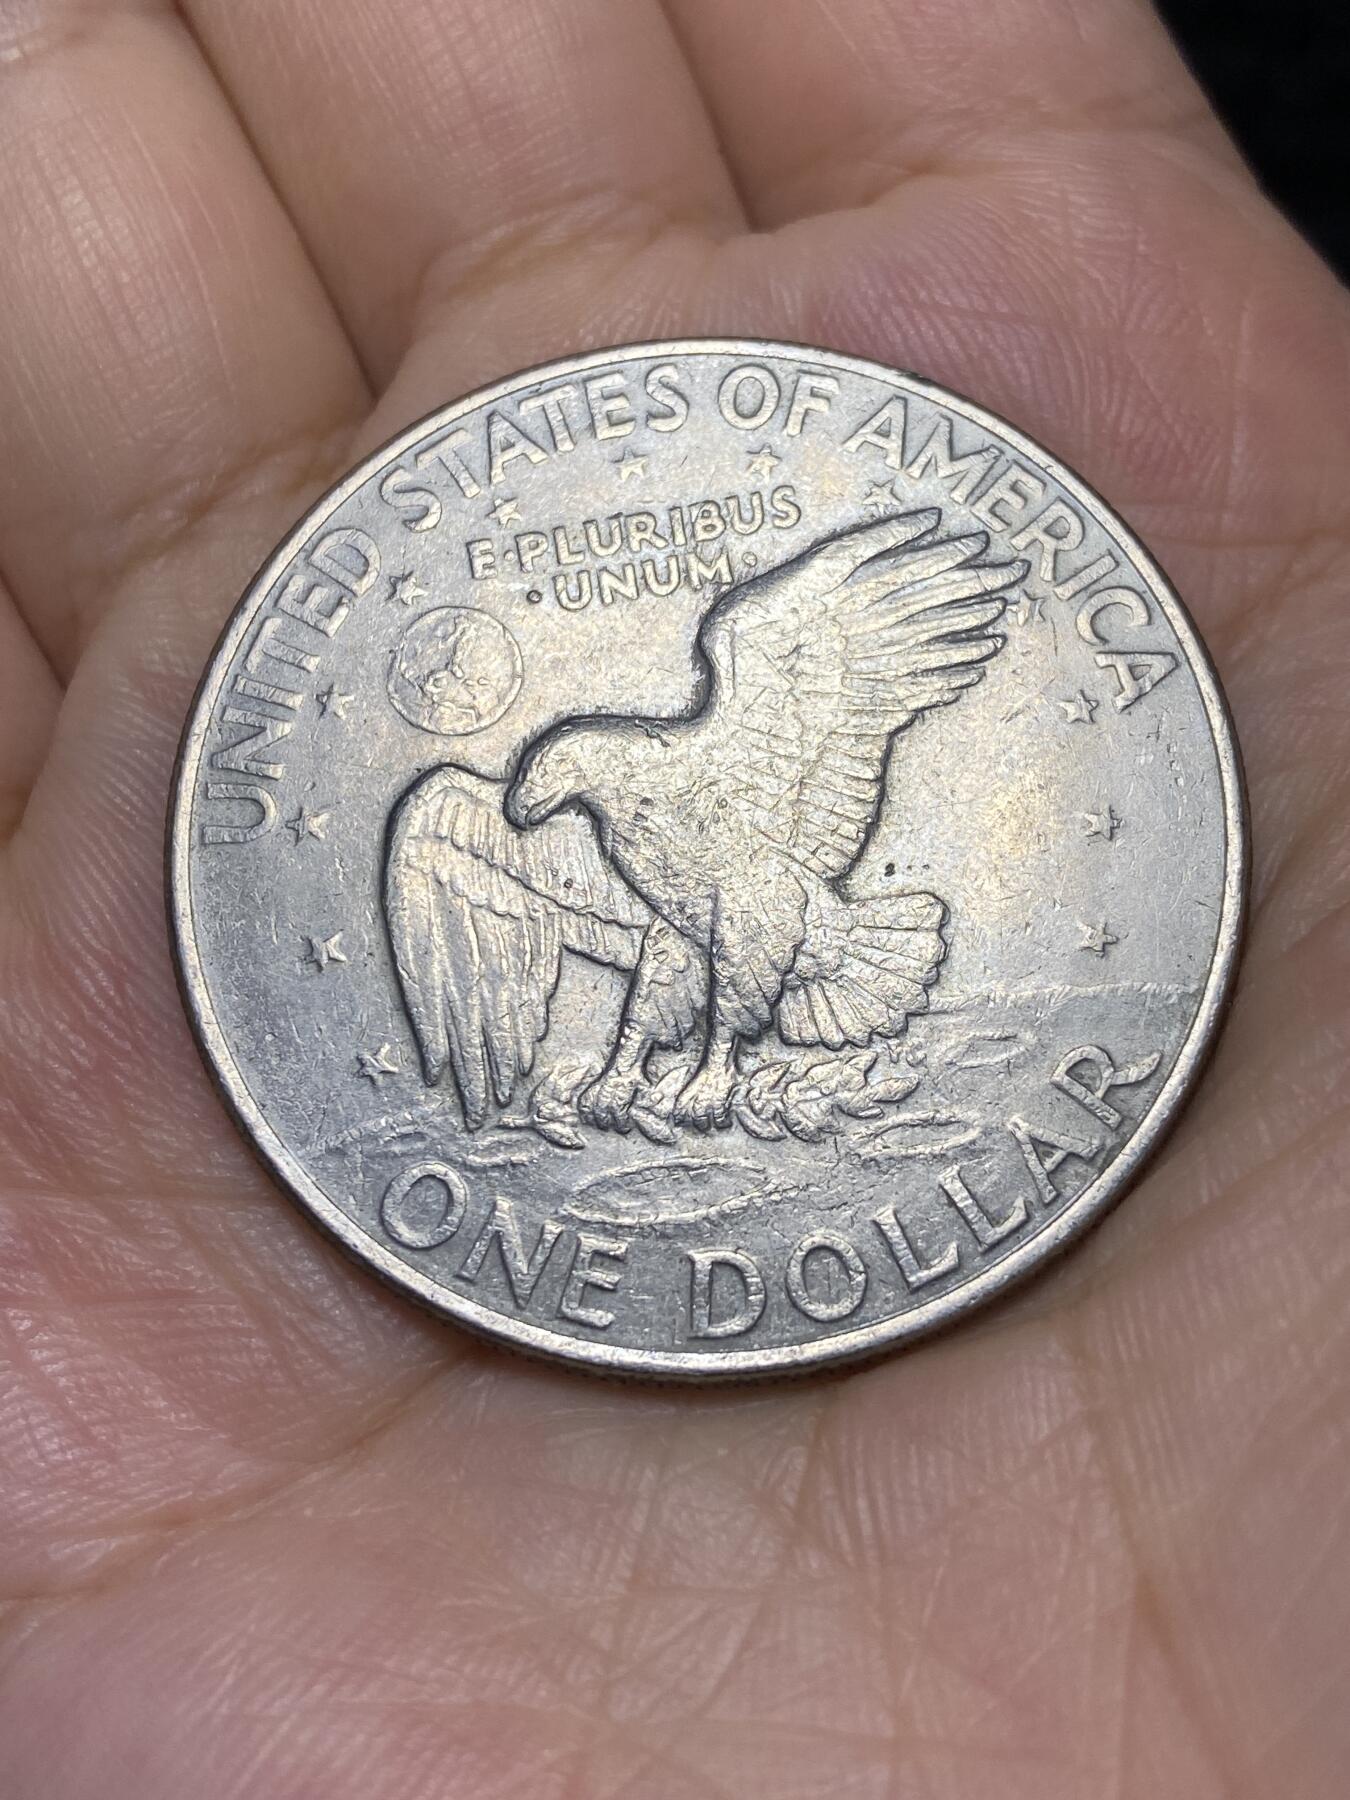 UNITED STATES OF AMERICA
E·PLURIBUS
·UNUM·
ONE DOLLAR